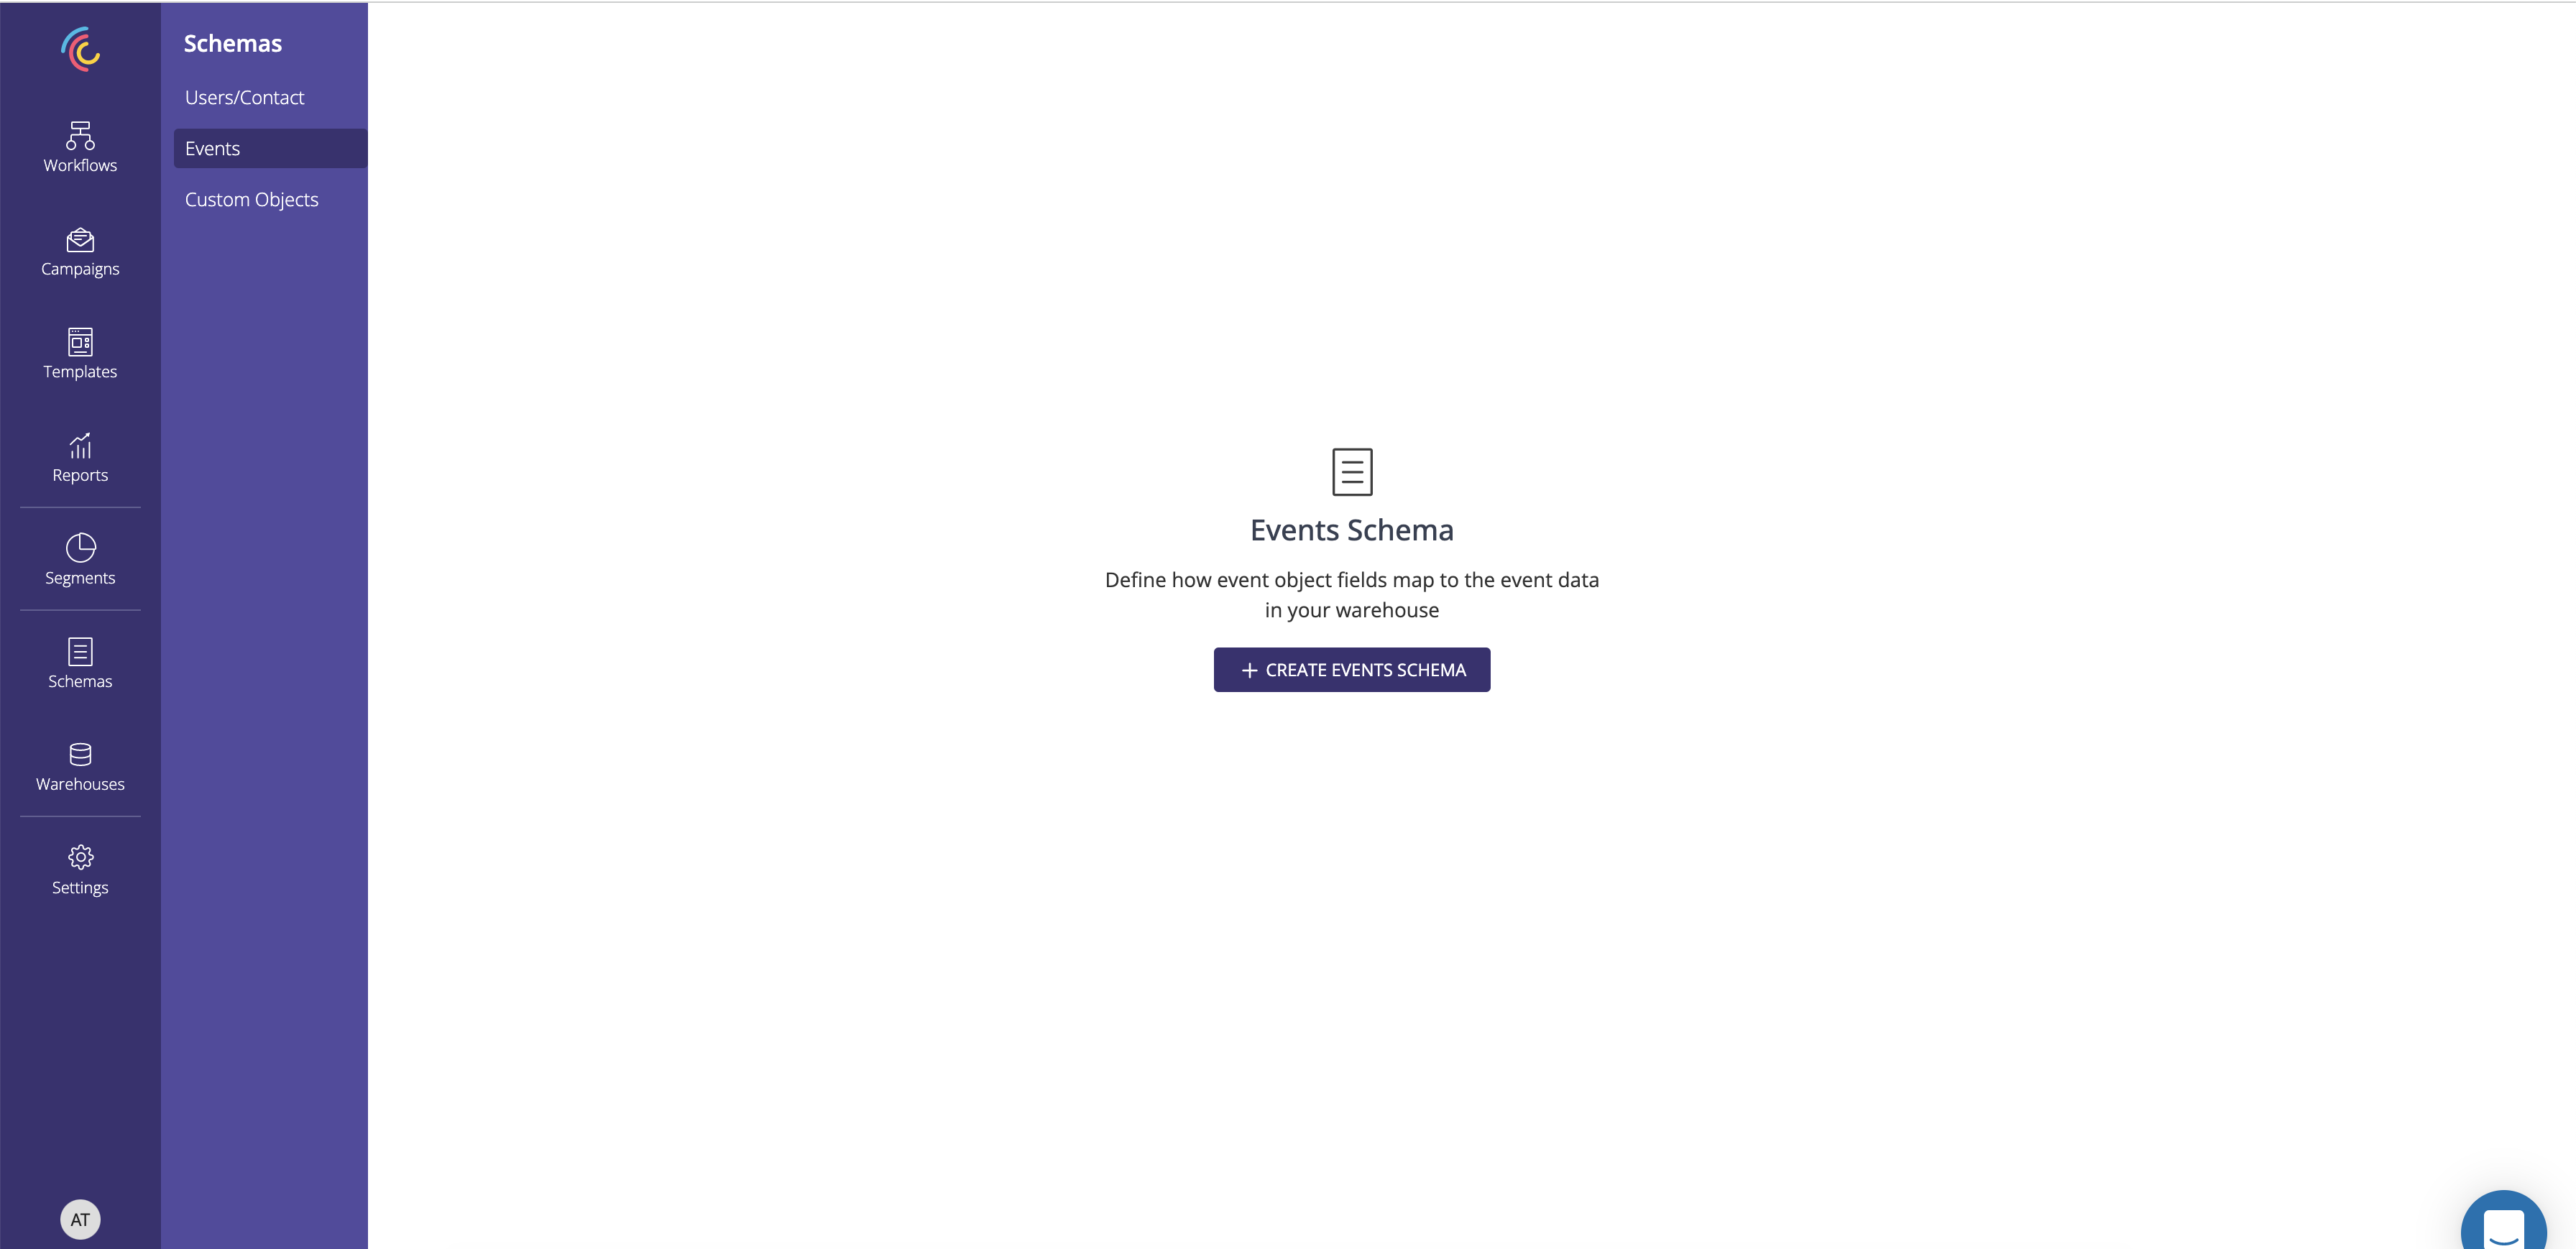 Workflows
Campaigns
Templates
Reports
Segments
Schemas
Warehouses
Settings
AT
Schemas
Users/Contact
Events
Custom Objects
Events Schema
Define how event object fields map to the event data
in your warehouse
+ CREATE EVENTS SCHEMA